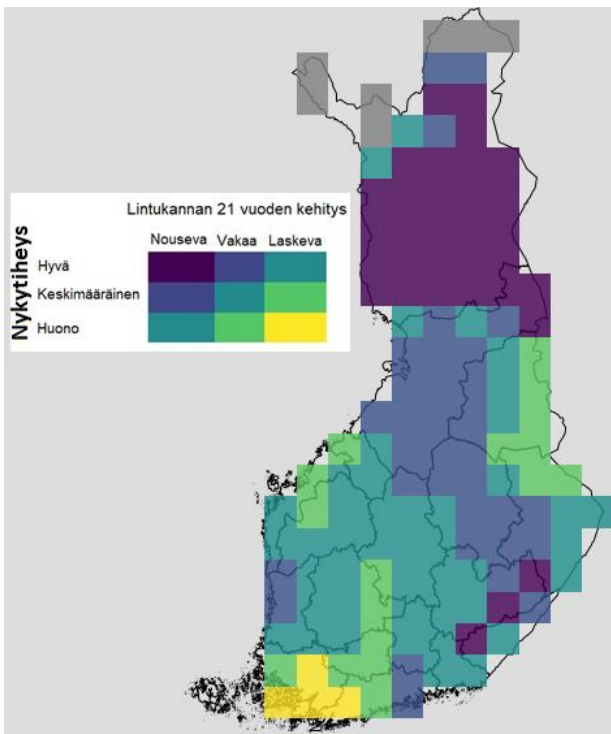 Lintukannan 21 vuoden kehitys
Nouseva Vakaa Laskeva
Nykytiheys
Hyvä
Keskimääräinen
Huono